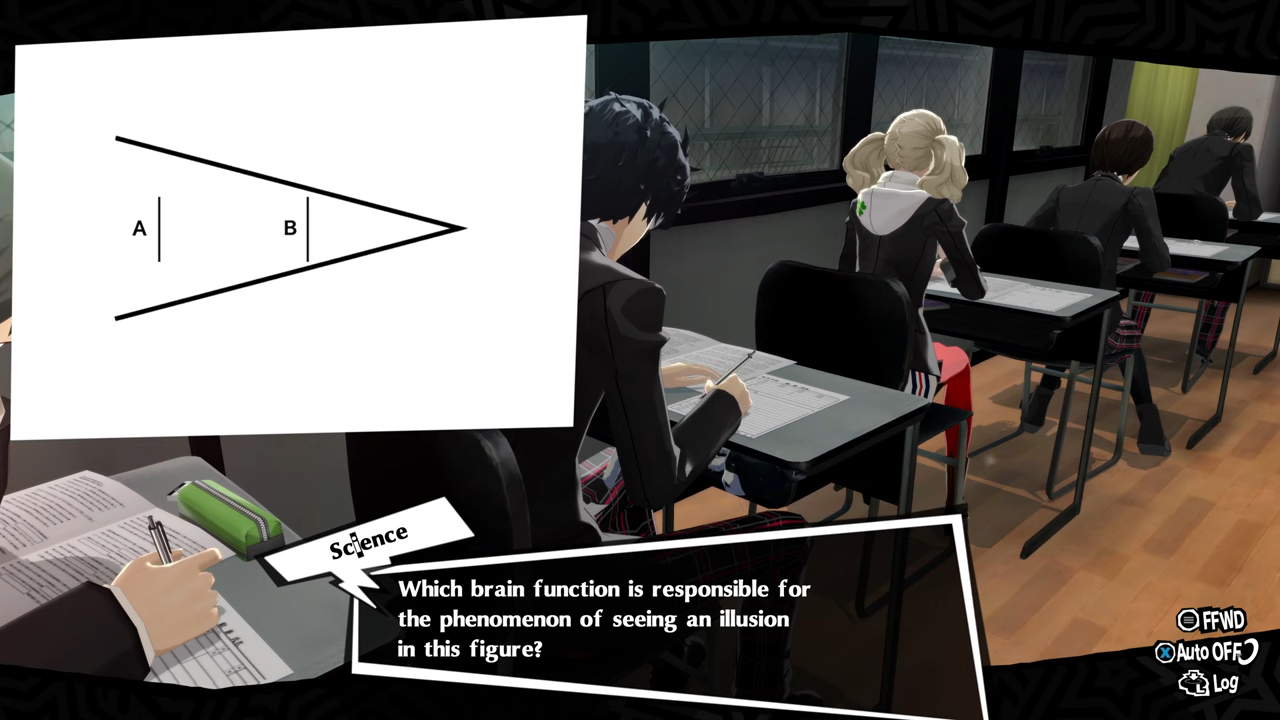 A
B
Science
Which brain function is responsible for
the phenomenon of seeing an illusion
in this figure?
FFWD
Auto OFF
Log